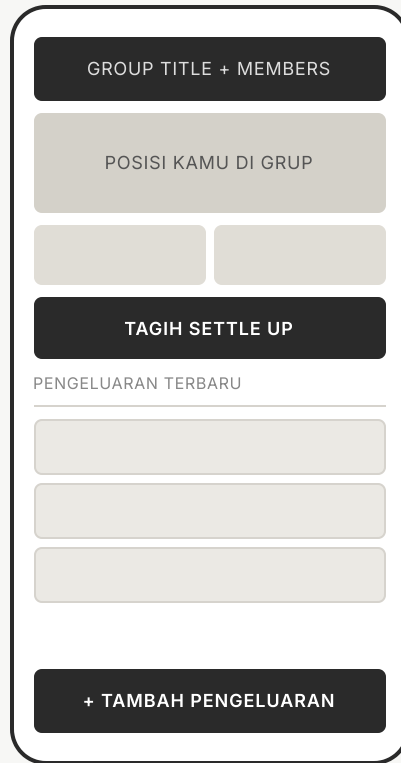 GROUP TITLE + MEMBERS
POSISI KAMU DI GRUP
TAGIH SETTLE UP
PENGELUARAN TERBARU
+ TAMBAH PENGELUARAN